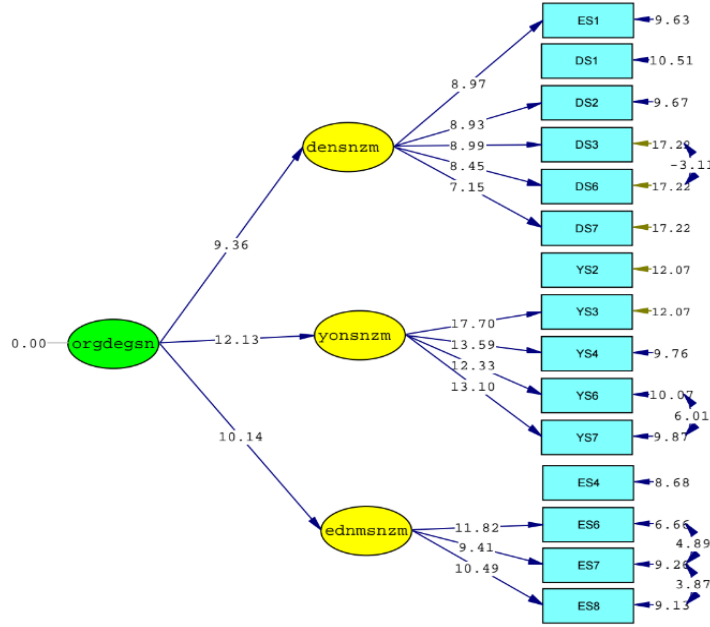 ES1 9.63
DS1 10.51
8.97
DS2 9.67
8.93
densnzm
8.99 DS3 17.22
-3.11
8.45 DS6 17.22
7.15
DS7 17.22
9.36
YS2 12.07
17.70 YS3 12.07
0.00 orgdegsn 12.13 yonsnzm
13.59 YS4 9.76
12.33
13.10 YS6 10.07
6.01
10.14 YS7 9.87
ES4 8.68
ednmsnzm 11.82 ES6 6.66
4.89
9.41 ES7 9.26
10.49 3.87
ES8 9.13